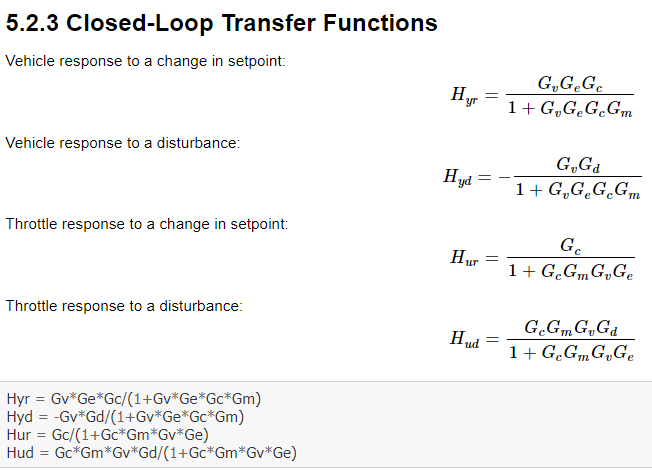 5.2.3 Closed-Loop Transfer Functions
Vehicle response to a change in setpoint:
H_{yr} = \frac{G_v G_e G_c}{1 + G_v G_e G_c G_m}
Vehicle response to a disturbance:
H_{yd} = -\frac{G_v G_d}{1 + G_v G_e G_c G_m}
Throttle response to a change in setpoint:
H_{ur} = \frac{G_c}{1 + G_c G_m G_v G_e}
Throttle response to a disturbance:
H_{ud} = \frac{G_c G_m G_v G_d}{1 + G_c G_m G_v G_e}
Hyr = Gv*Ge*Gc/(1+Gv*Ge*Gc*Gm)
Hyd = -Gv*Gd/(1+Gv*Ge*Gc*Gm)
Hur = Gc/(1+Gc*Gm*Gv*Ge)
Hud = Gc*Gm*Gv*Gd/(1+Gc*Gm*Gv*Ge)